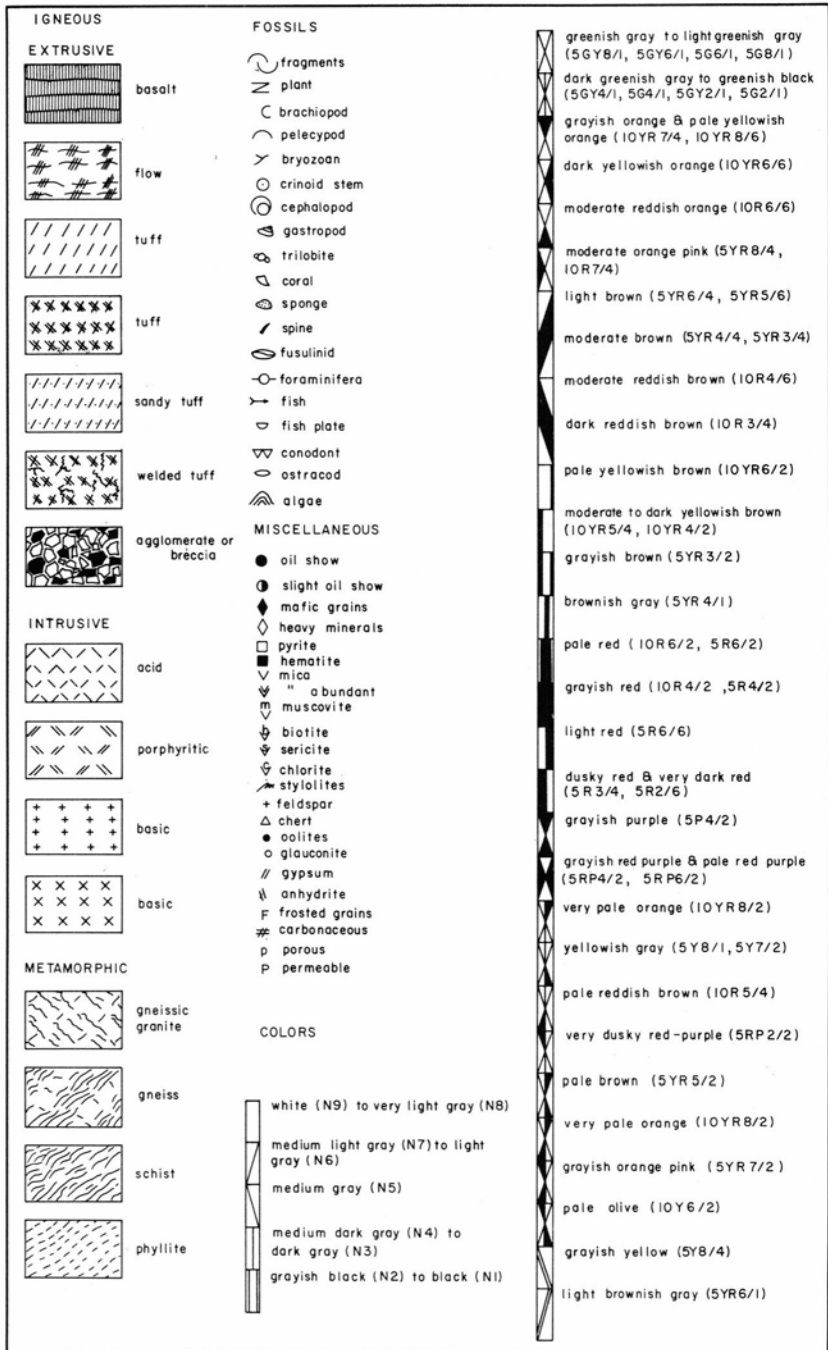 IGNEOUS
EXTRUSIVE
basalt
flow
tuff
tuff
sandy tuff
welded tuff
agglomerate or
brèccia
INTRUSIVE
acid
porphyritic
basic
basic
METAMORPHIC
gneissic
granite
gneiss
schist
phyllite
FOSSILS
fragments
plant
brachiopod
pelecypod
bryozoan
crinoid stem
cephalopod
gastropod
trilobite
coral
sponge
spine
fusulinid
foraminifera
fish
fish plate
conodont
ostracod
algae
MISCELLANEOUS
oil show
slight oil show
mafic grains
heavy minerals
pyrite
hematite
mica
" abundant
m muscovite
biotite
sericite
chlorite
stylolites
feldspar
chert
oolites
glauconite
gypsum
anhydrite
F frosted grains
carbonaceous
p porous
P permeable
COLORS
white (N9) to very light gray (N8)
medium light gray (N7) to light
gray (N6)
medium gray (N5)
medium dark gray (N4) to
dark gray (N3)
grayish black (N2) to black (N1)
greenish gray to light greenish gray
(5GY8/1, 5GY6/1, 5G6/1, 5G8/1)
dark greenish gray to greenish black
(5GY4/1, 5G4/1, 5GY2/1, 5G2/1)
grayish orange & pale yellowish
orange (10YR 7/4, 10YR 8/6)
dark yellowish orange (10YR6/6)
moderate reddish orange (10R 6/6)
moderate orange pink (5YR8/4,
10R7/4)
light brown (5YR6/4, 5YR5/6)
moderate brown (5YR 4/4, 5YR 3/4)
moderate reddish brown (10R4/6)
dark reddish brown (10R 3/4)
pale yellowish brown (10YR6/2)
moderate to dark yellowish brown
(10YR5/4, 10YR4/2)
grayish brown (5YR3/2)
brownish gray (5YR 4/1)
pale red (10R6/2, 5R6/2)
grayish red (10R4/2 ,5R4/2)
light red (5R6/6)
dusky red & very dark red
(5R3/4, 5R2/6)
grayish purple (5P4/2)
grayish red purple & pale red purple
(5RP4/2, 5RP6/2)
very pale orange (10YR8/2)
yellowish gray (5Y8/1, 5Y7/2)
pale reddish brown (10R 5/4)
very dusky red-purple (5RP2/2)
pale brown (5YR5/2)
very pale orange (10YR8/2)
grayish orange pink (5YR7/2)
pale olive (10Y6/2)
grayish yellow (5Y8/4)
light brownish gray (5YR6/1)